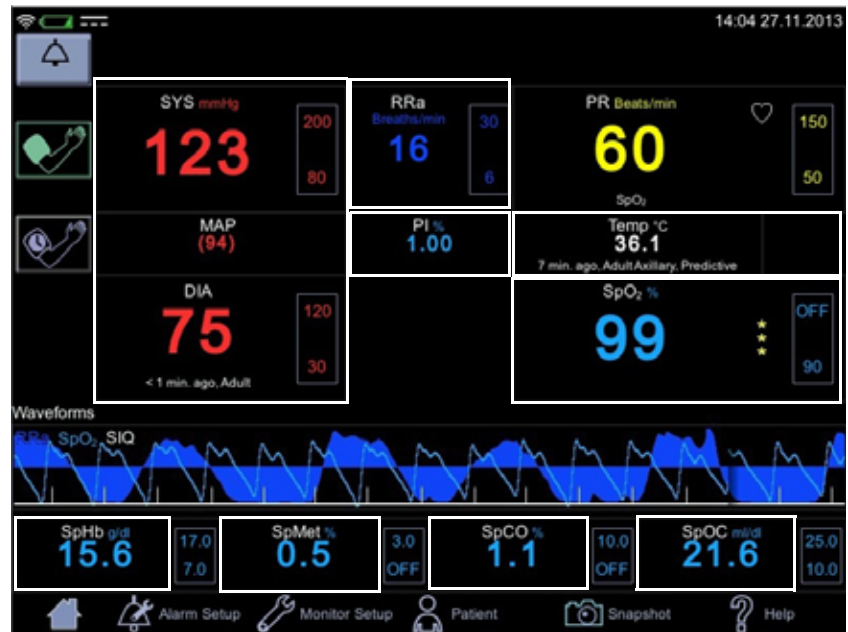 14:04 27.11.2013
SYS mmHg
123
200
80
RRa
Breaths/min
16
30
6
PR Beats/min
60
150
50
SpO₂
MAP
(94)
PI %
1.00
Temp °C
36.1
7 min. ago, Adult Axillary, Predictive
DIA
75
120
30
< 1 min. ago, Adult
SpO₂ %
99
OFF
90
Waveforms
RRa SpO₂ SIQ
SpHb g/dl
15.6
17.0
7.0
SpMet %
0.5
3.0
OFF
SpCO %
1.1
10.0
OFF
SpOC ml/dl
21.6
25.0
10.0
Alarm Setup Monitor Setup Patient Snapshot Help